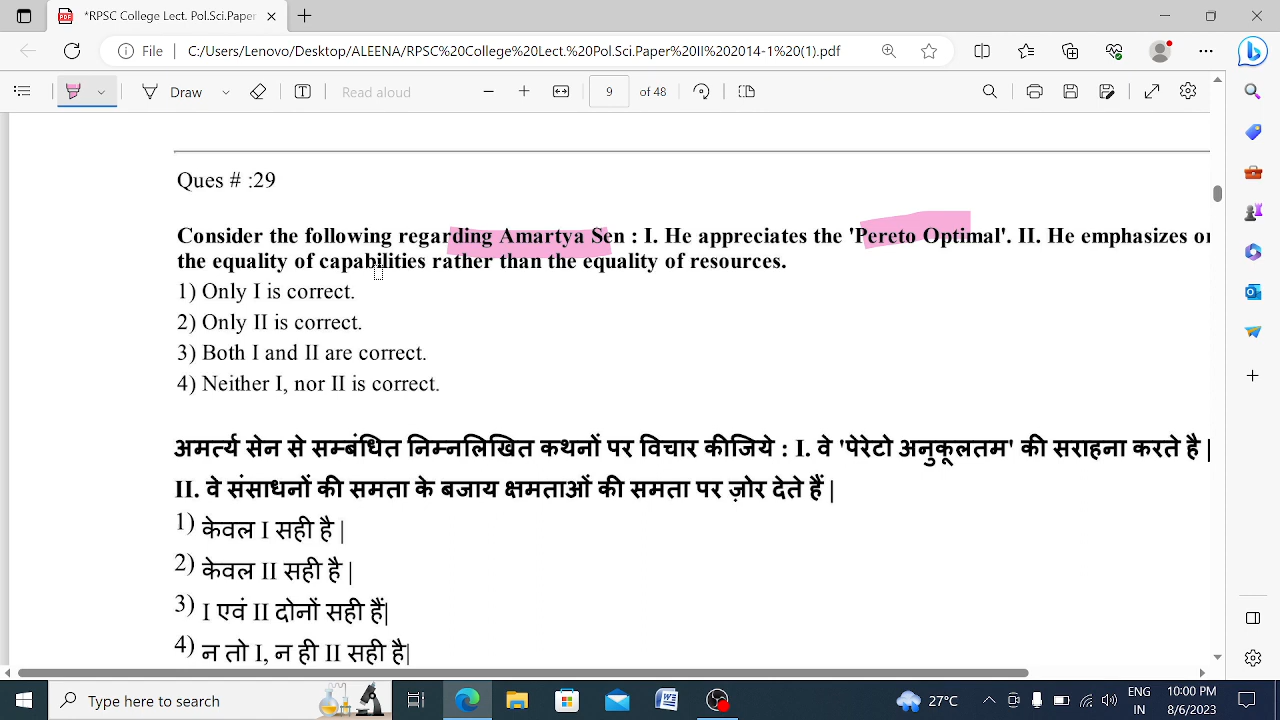 *RPSC College Lect. Pol.Sci.Paper
File
C:/Users/Lenovo/Desktop/ALEENA/RPSC%20College%20Lect.%20Pol.Sci.Paper%20II%202014-1%20(1).pdf
Draw
Read aloud
9
of 48
Ques # :29
Consider the following regarding Amartya Sen : I. He appreciates the 'Pereto Optimal'. II. He emphasizes
the equality of capabilities rather than the equality of resources.
1) Only I is correct.
2) Only II is correct.
3) Both I and II are correct.
4) Neither I, nor II is correct.
अमर्त्य सेन से सम्बंधित निम्नलिखित कथनों पर विचार कीजिये : I. वे 'पेरेटो अनुकूलतम' की सराहना करते है |
II. वे संसाधनों की समता के बजाय क्षमताओं की समता पर ज़ोर देते हैं |
1) केवल I सही है |
2) केवल II सही है |
3) I एवं II दोनों सही हैं|
4) न तो I, न ही II सही है|
Type here to search
27°C
ENG
IN
10:00 PM
8/6/2023